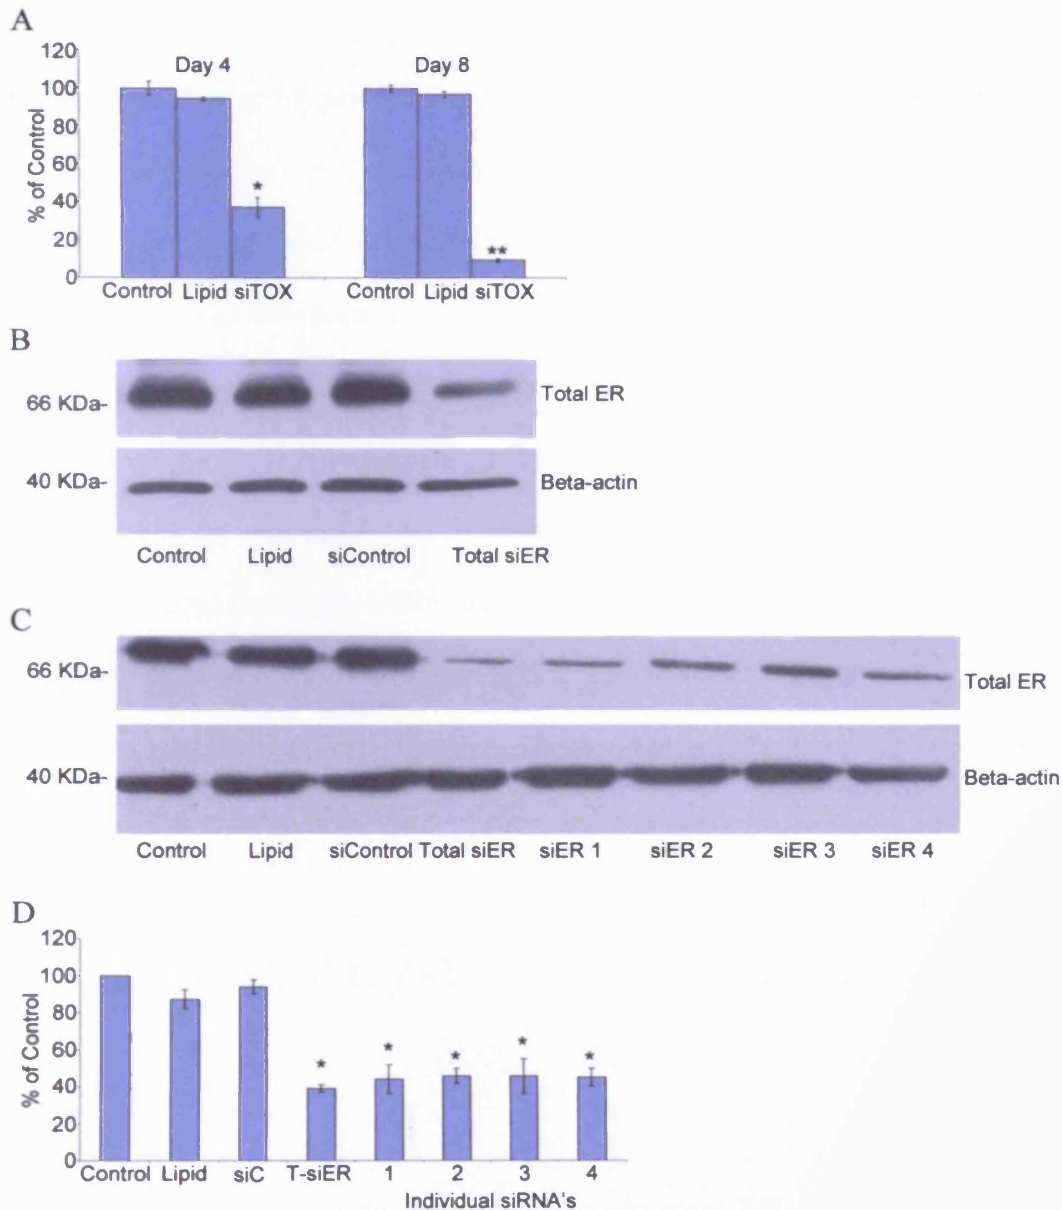 A
120
100
80
60
40
20
0
% of Control
Day 4
Day 8
*
**
Control Lipid siTOX
Control Lipid siTOX
B
66 KDa-
Total ER
40 KDa-
Beta-actin
Control Lipid siControl Total siER
C
66 KDa-
Total ER
40 KDa-
Beta-actin
Control Lipid siControl Total siER siER 1 siER 2 siER 3 siER 4
D
120
100
80
60
40
20
0
% of Control
* * * * *
Control Lipid siC T-siER 1 2 3 4
Individual siRNA's